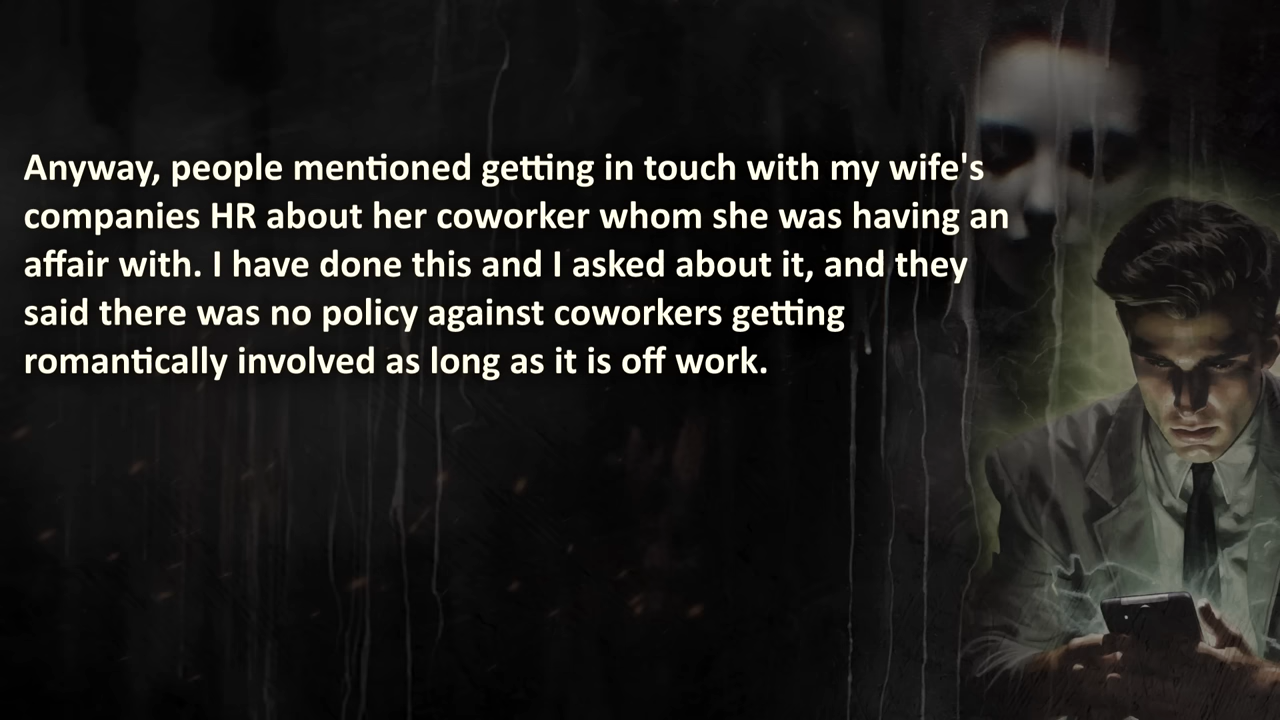 Anyway, people mentioned getting in touch with my wife's
companies HR about her coworker whom she was having an
affair with. I have done this and I asked about it, and they
said there was no policy against coworkers getting
romantically involved as long as it is off work.